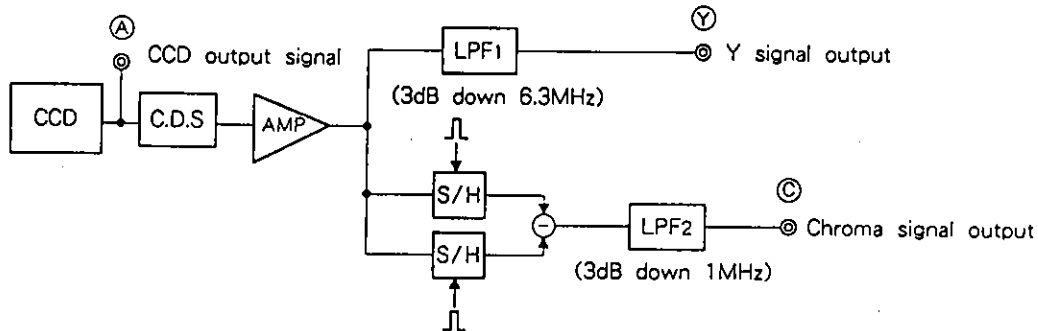 Ⓐ
CCD output signal
CCD
C.D.S
AMP
LPF1
(3dB down 6.3MHz)
Ⓨ
Y signal output
S/H
S/H
−
LPF2
(3dB down 1MHz)
Ⓒ
Chroma signal output